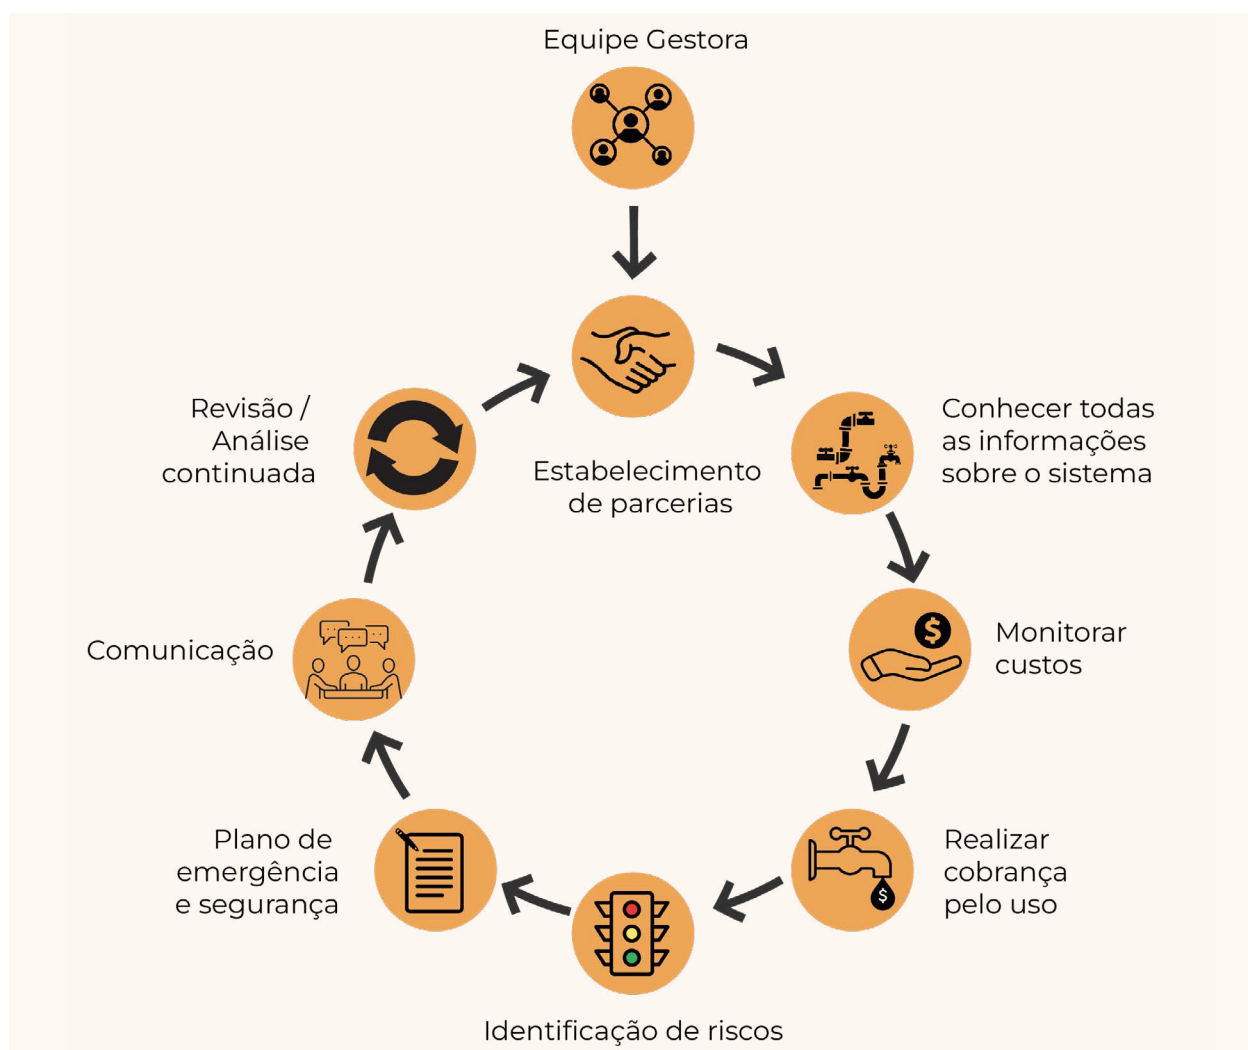 Equipe Gestora
Estabelecimento
de parcerias
Conhecer todas
as informações
sobre o sistema
$
Monitorar
custos
$
Realizar
cobrança
pelo uso
Identificação de riscos
Plano de
emergência
e segurança
Comunicação
Revisão /
Análise
continuada